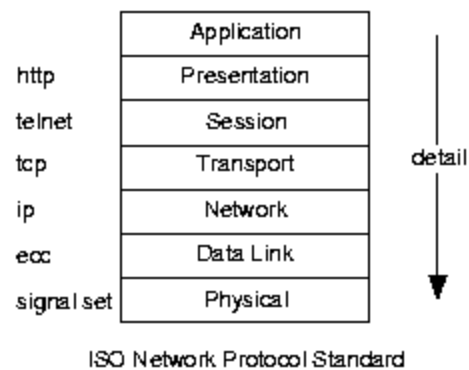 Application
http Presentation
telnet Session
tcp Transport
detail
ip Network
ecc Data Link
signal set Physical
ISO Network Protocol Standard